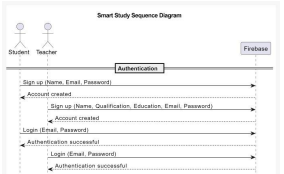 Smart Study Sequence Diagram
Student Teacher Firebase
Authentication
Sign up (Name, Email, Password)
Account created
Sign up (Name, Qualification, Education, Email, Password)
Account created
Login (Email, Password)
Authentication successful
Login (Email, Password)
Authentication successful